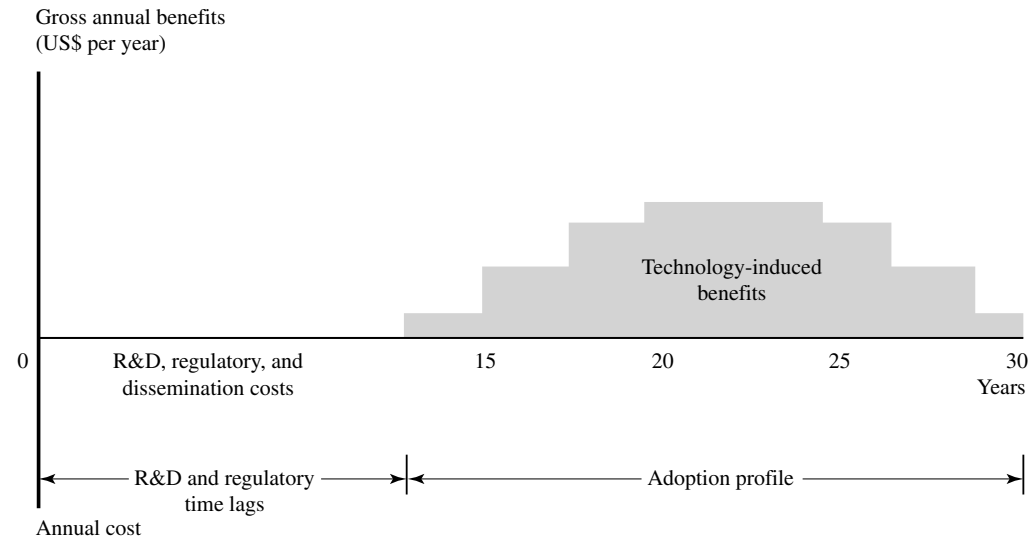 Gross annual benefits
(US$ per year)
Technology-induced
benefits
0
R&D, regulatory, and
dissemination costs
15
20
25
30
Years
R&D and regulatory
time lags
Adoption profile
Annual cost